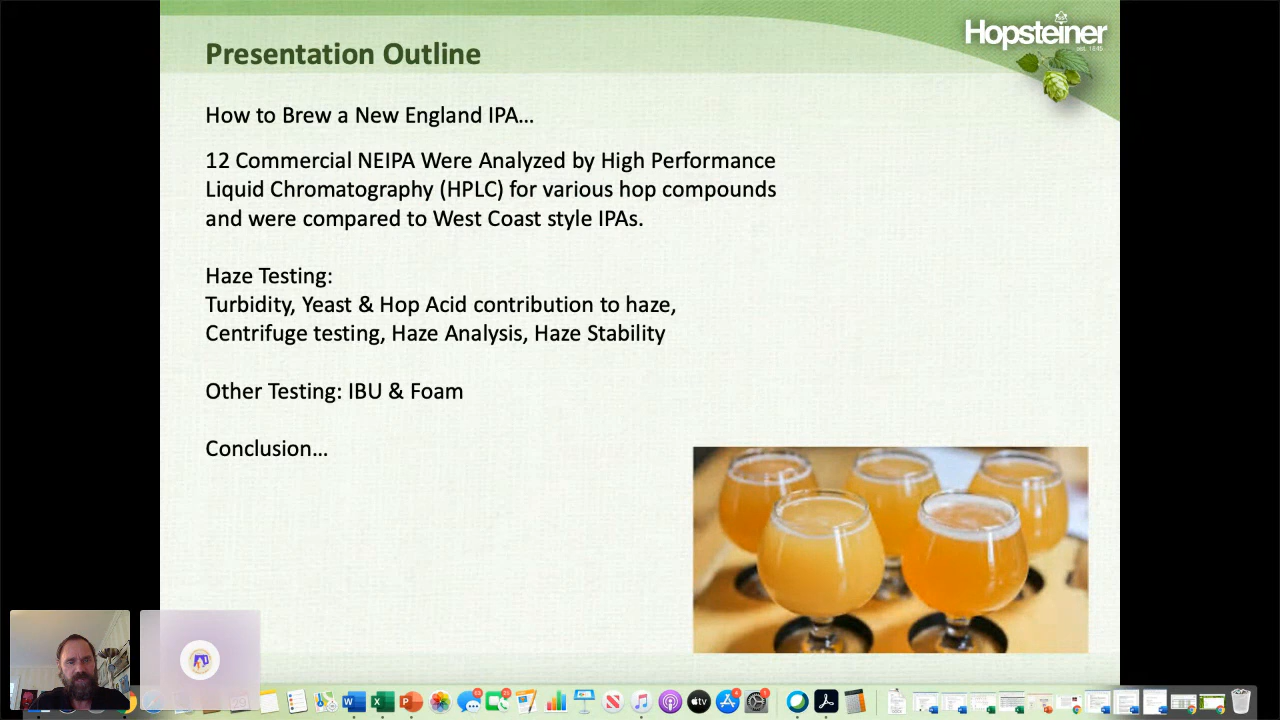 Hopsteiner
est. 1845
Presentation Outline
How to Brew a New England IPA...
12 Commercial NEIPA Were Analyzed by High Performance
Liquid Chromatography (HPLC) for various hop compounds
and were compared to West Coast style IPAs.
Haze Testing:
Turbidity, Yeast & Hop Acid contribution to haze,
Centrifuge testing, Haze Analysis, Haze Stability
Other Testing: IBU & Foam
Conclusion...
tv